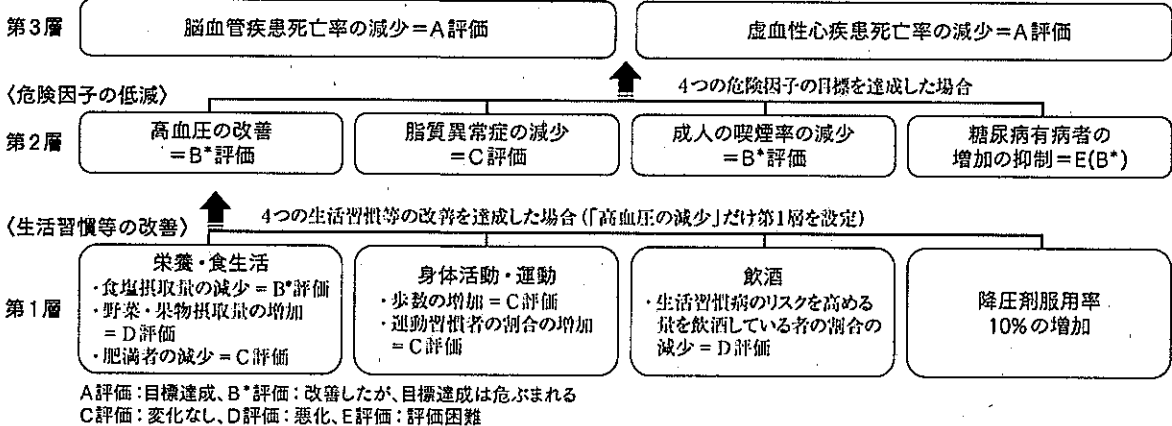 第3層
脳血管疾患死亡率の減少=A評価
虚血性心疾患死亡率の減少=A評価
〈危険因子の低減〉
4つの危険因子の目標を達成した場合
第2層
高血圧の改善
=B*評価
脂質異常症の減少
=C評価
成人の喫煙率の減少
=B*評価
糖尿病有病者の
増加の抑制=E(B*)
〈生活習慣等の改善〉
4つの生活習慣等の改善を達成した場合(「高血圧の減少」だけ第1層を設定)
第1層
栄養・食生活
・食塩摂取量の減少=B*評価
・野菜・果物摂取量の増加
=D評価
・肥満者の減少=C評価
身体活動・運動
・歩数の増加=C評価
・運動習慣者の割合の増加
=C評価
飲酒
・生活習慣病のリスクを高める
量を飲酒している者の割合の
減少=D評価
降圧剤服用率
10%の増加
A評価:目標達成、B*評価:改善したが、目標達成は危ぶまれる
C評価:変化なし、D評価:悪化、E評価:評価困難